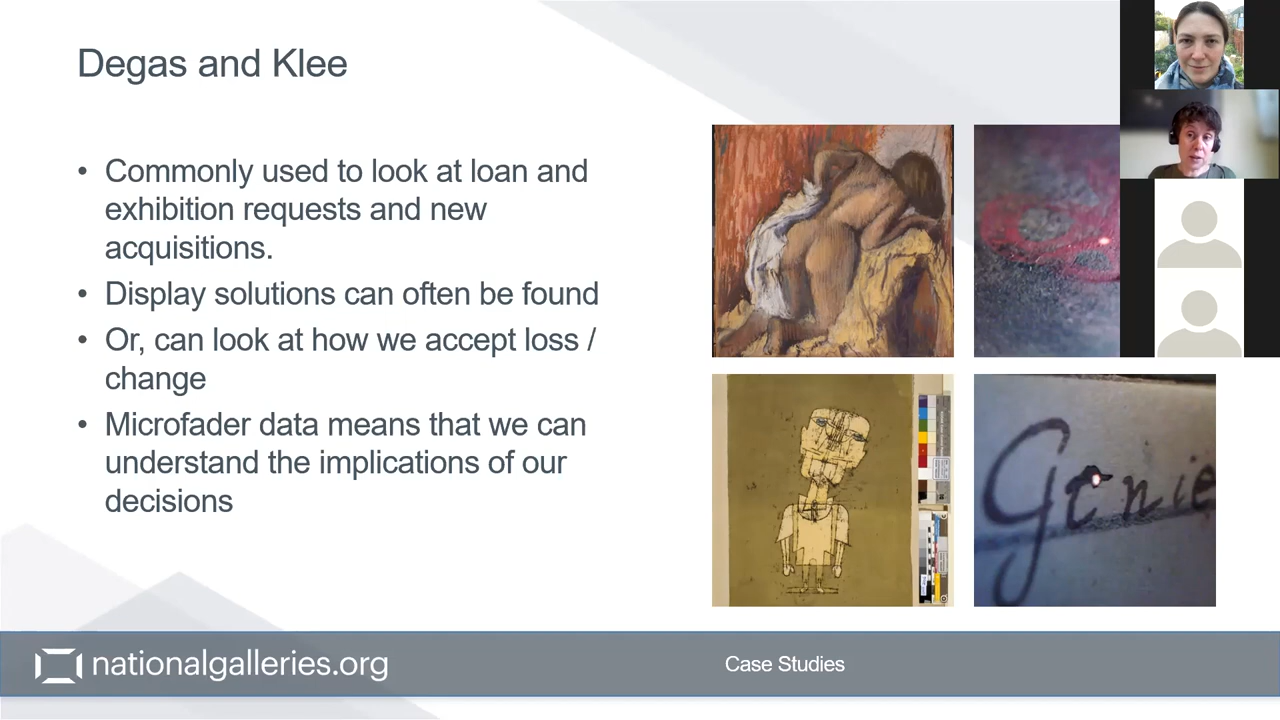 Degas and Klee
• Commonly used to look at loan and
exhibition requests and new
acquisitions.
• Display solutions can often be found
• Or, can look at how we accept loss /
change
• Microfader data means that we can
understand the implications of our
decisions
Genie
nationalgalleries.org
Case Studies